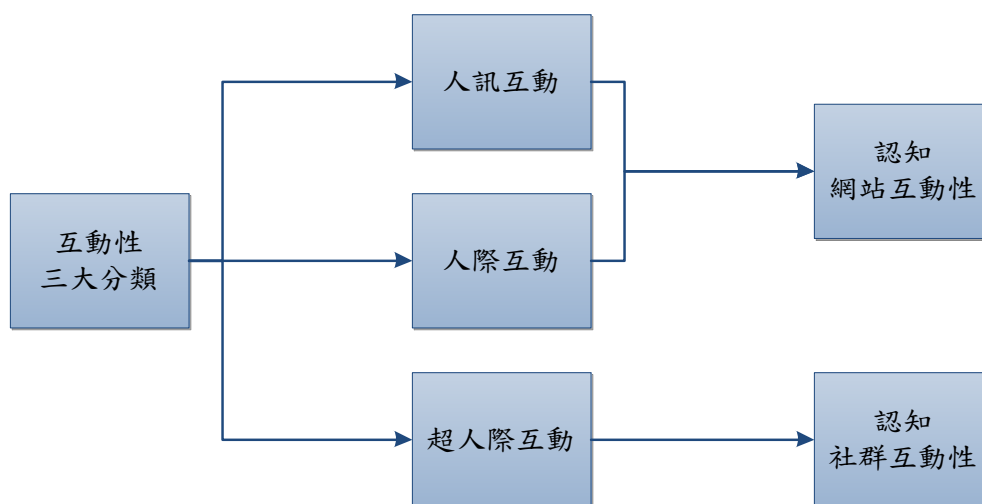 人訊互動
認知
網站互動性
互動性
三大分類
人際互動
超人際互動
認知
社群互動性